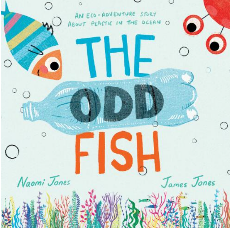 AN ECO-ADVENTURE STORY
ABOUT PLASTIC IN THE OCEAN
THE
ODD
FISH
Naomi Jones
James Jones